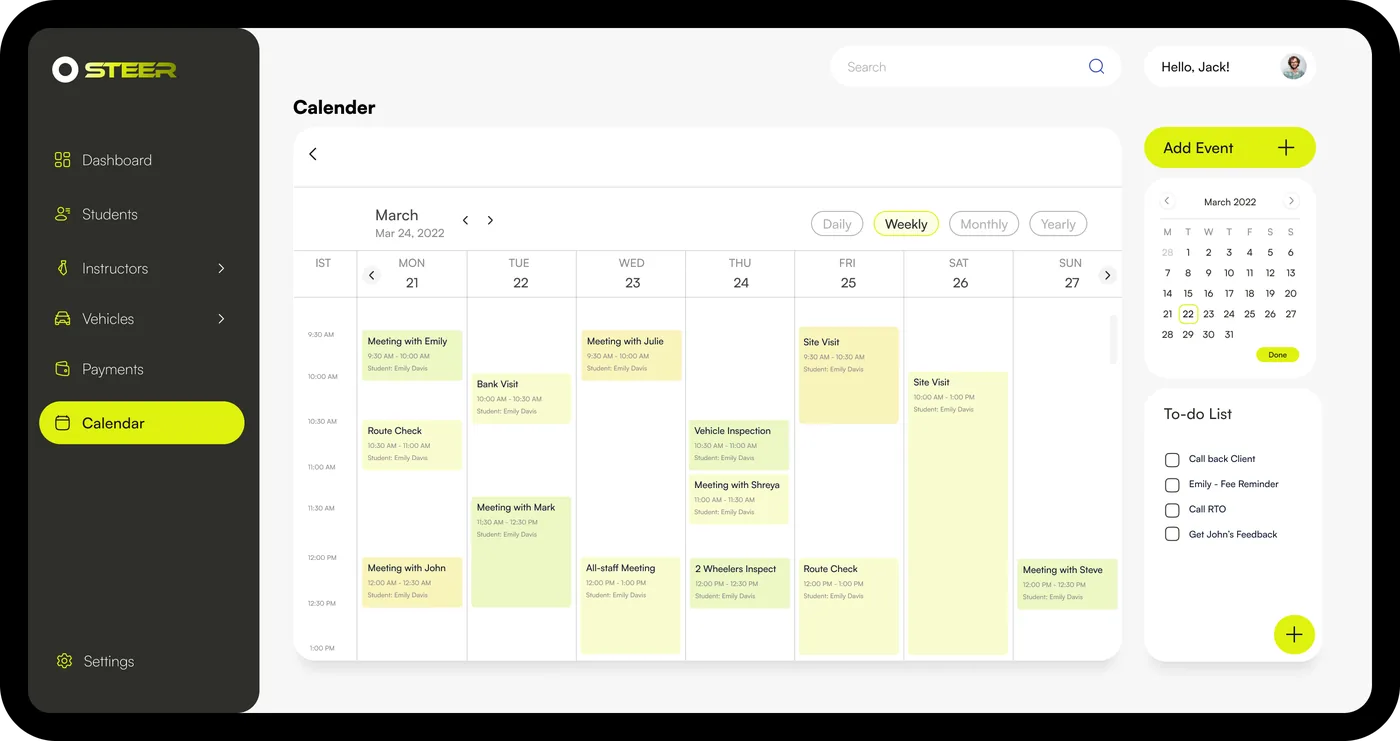 STEER
Search
Hello, Jack!
Calender
Dashboard
Students
Instructors
Vehicles
Payments
Calendar
Settings
March
Mar 24, 2022
Daily
Weekly
Monthly
Yearly
IST
MON
21
TUE
22
WED
23
THU
24
FRI
25
SAT
26
SUN
27
9:30 AM
10:00 AM
10:30 AM
11:00 AM
11:30 AM
12:00 PM
12:30 PM
1:00 PM
Meeting with Emily
9:30 AM - 10:00 AM
Student: Emily Davis
Route Check
10:30 AM - 11:00 AM
Student: Emily Davis
Meeting with John
12:00 AM - 12:30 AM
Student: Emily Davis
Bank Visit
10:00 AM - 10:30 AM
Student: Emily Davis
Meeting with Mark
11:30 AM - 12:30 PM
Student: Emily Davis
Meeting with Julie
9:30 AM - 10:00 AM
Student: Emily Davis
All-staff Meeting
12:00 PM - 1:00 PM
Student: Emily Davis
Vehicle Inspection
10:30 AM - 11:00 AM
Student: Emily Davis
Meeting with Shreya
11:00 AM - 11:30 AM
Student: Emily Davis
2 Wheelers Inspect
12:00 PM - 12:30 PM
Student: Emily Davis
Site Visit
9:30 AM - 10:30 AM
Student: Emily Davis
Route Check
12:00 PM - 1:00 PM
Student: Emily Davis
Site Visit
10:00 AM - 1:00 PM
Student: Emily Davis
Meeting with Steve
12:00 PM - 12:30 PM
Student: Emily Davis
Add Event
March 2022
M T W T F S S
28 1 2 3 4 5 6
7 8 9 10 11 12 13
14 15 16 17 18 19 20
21 22 23 24 25 26 27
28 29 30 31
Done
To-do List
Call back Client
Emily - Fee Reminder
Call RTO
Get John's Feedback